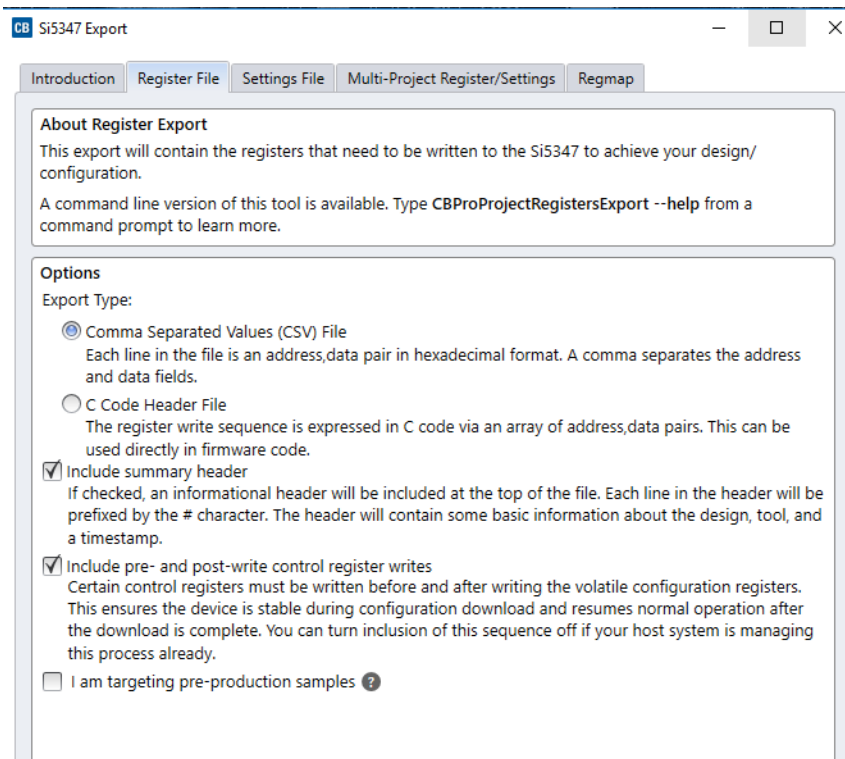 CB Si5347 Export
Introduction Register File Settings File Multi-Project Register/Settings Regmap
About Register Export
This export will contain the registers that need to be written to the Si5347 to achieve your design/
configuration.
A command line version of this tool is available. Type CBProProjectRegistersExport --help from a
command prompt to learn more.
Options
Export Type:
Comma Separated Values (CSV) File
Each line in the file is an address,data pair in hexadecimal format. A comma separates the address
and data fields.
C Code Header File
The register write sequence is expressed in C code via an array of address,data pairs. This can be
used directly in firmware code.
Include summary header
If checked, an informational header will be included at the top of the file. Each line in the header will be
prefixed by the # character. The header will contain some basic information about the design, tool, and
a timestamp.
Include pre- and post-write control register writes
Certain control registers must be written before and after writing the volatile configuration registers.
This ensures the device is stable during configuration download and resumes normal operation after
the download is complete. You can turn inclusion of this sequence off if your host system is managing
this process already.
I am targeting pre-production samples ?